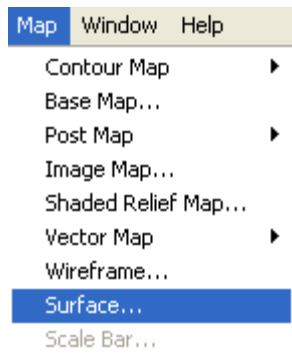 Map Window Help
Contour Map
Base Map...
Post Map
Image Map...
Shaded Relief Map...
Vector Map
Wireframe...
Surface...
Scale Bar...